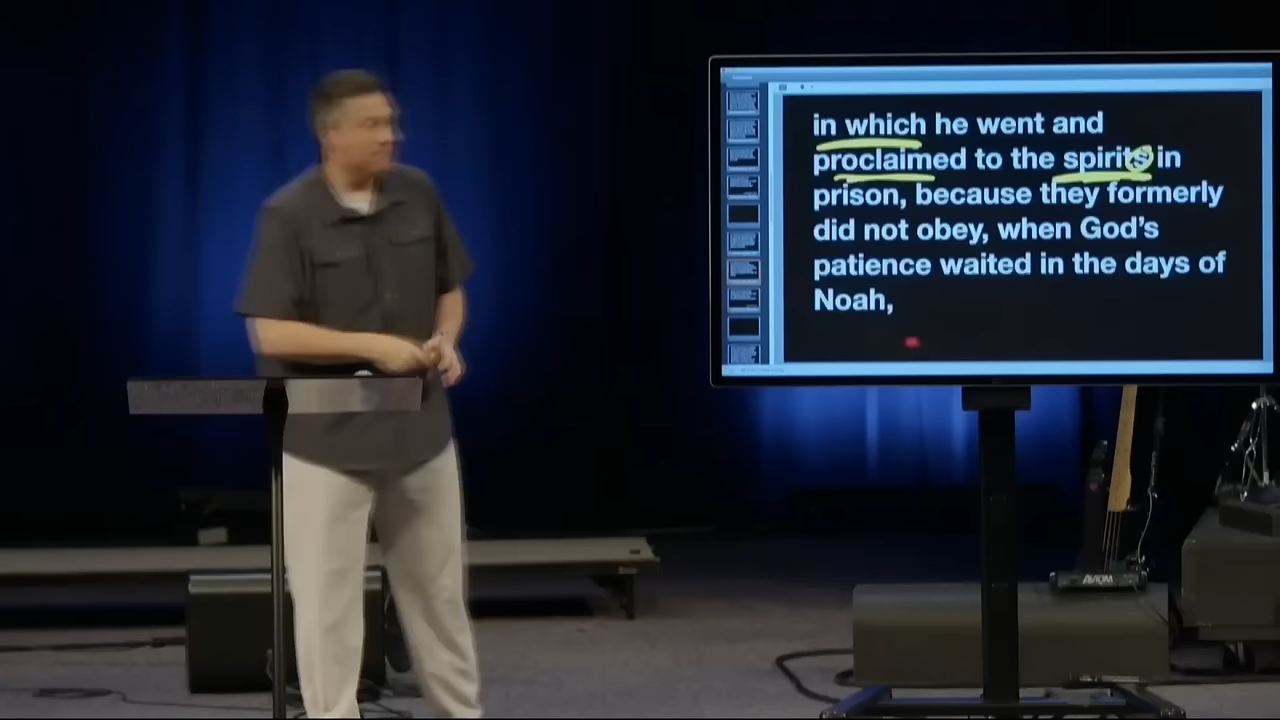 in which he went and
proclaimed to the spirits in
prison, because they formerly
did not obey, when God's
patience waited in the days of
Noah,
AVIOM